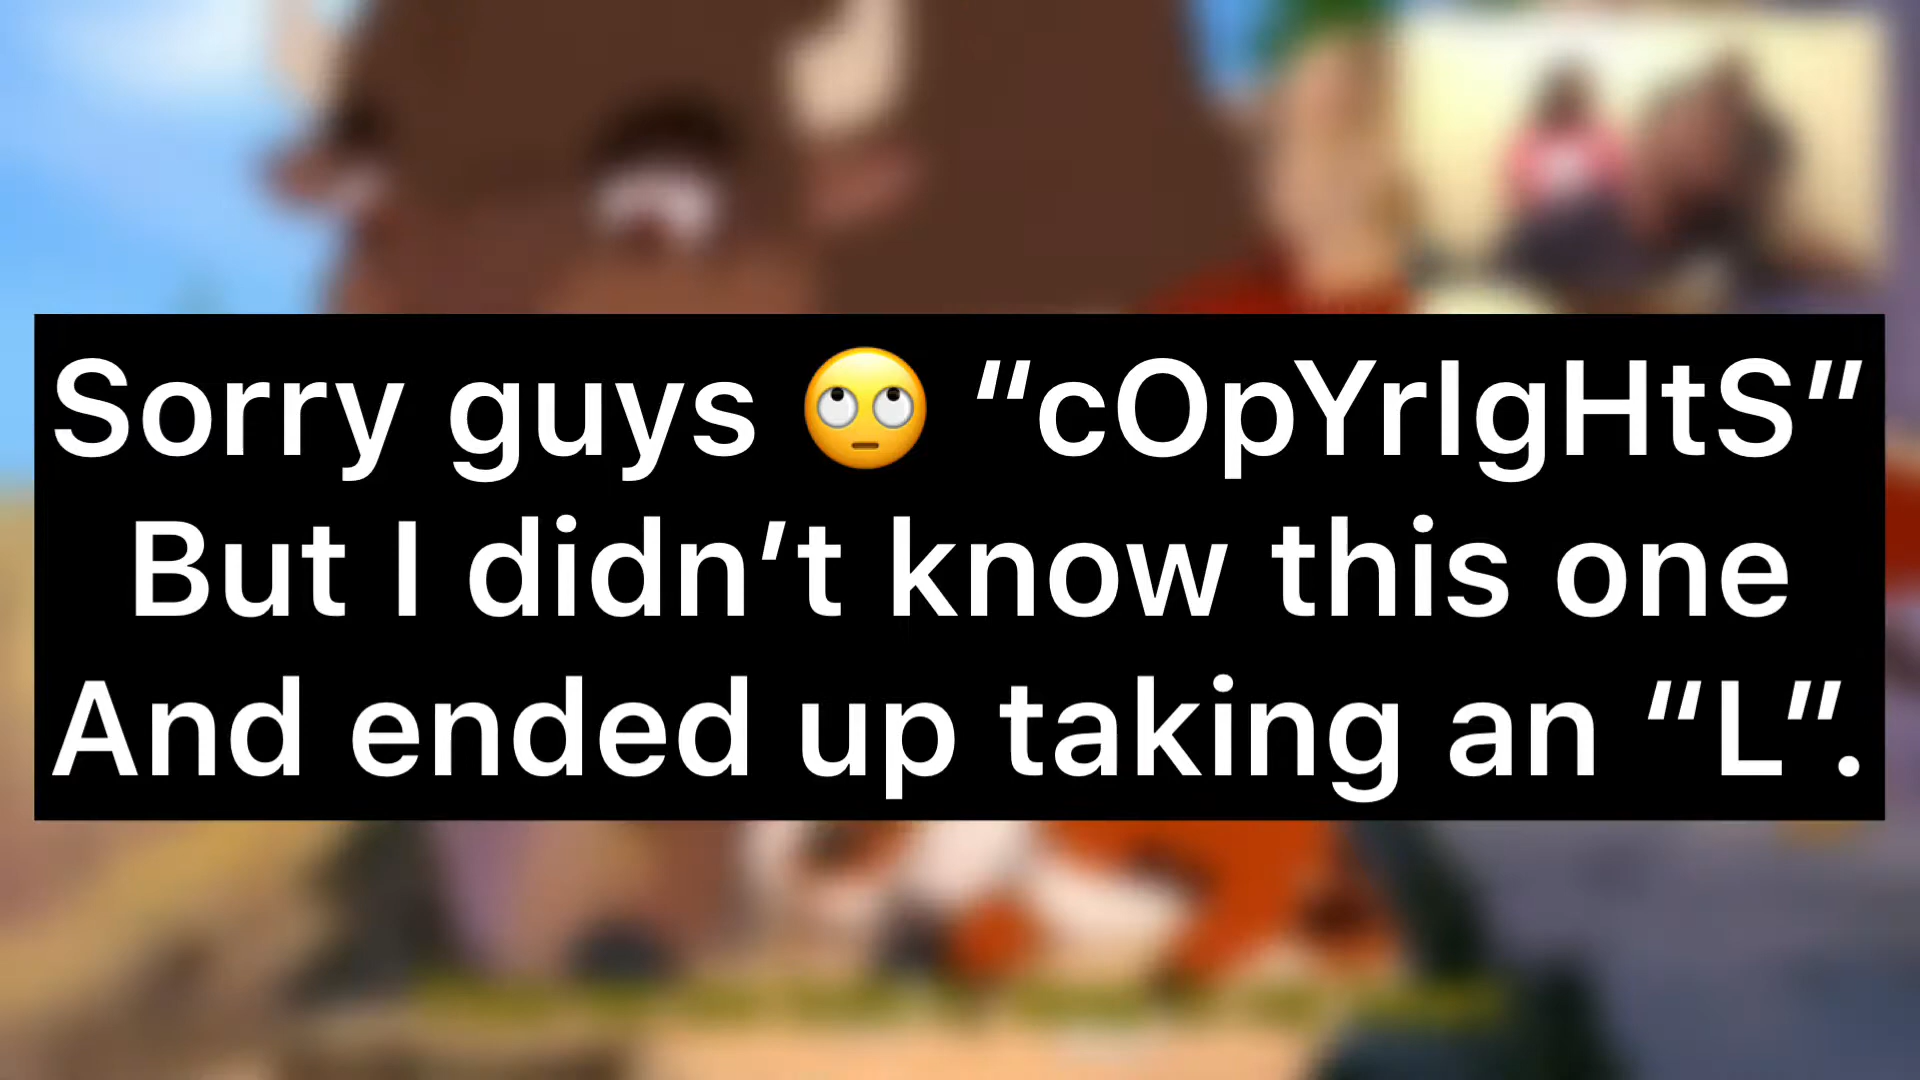 Sorry guys 🙄 “cOpYrIgHtS”
But I didn’t know this one
And ended up taking an “L”.